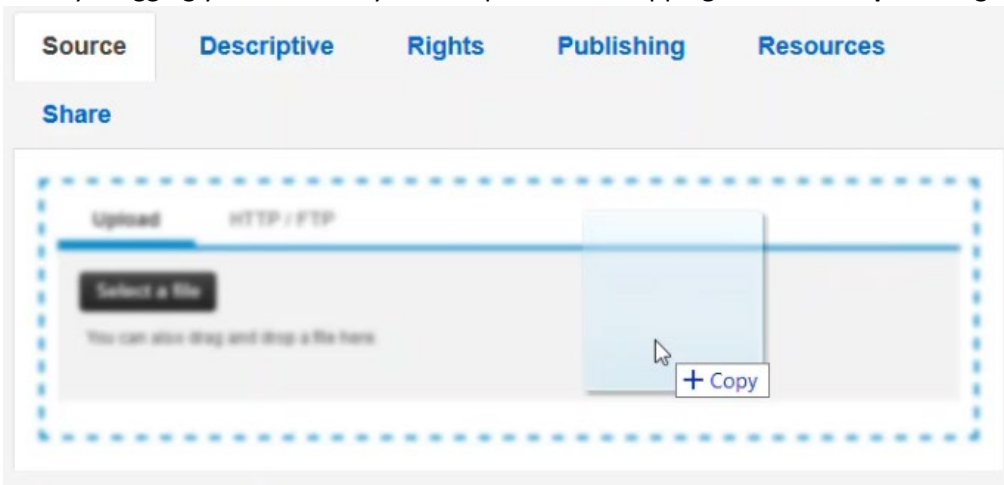 Source Descriptive Rights Publishing Resources
Share
Upload HTTP / FTP
Select a file
You can also drag and drop a file here
+ Copy